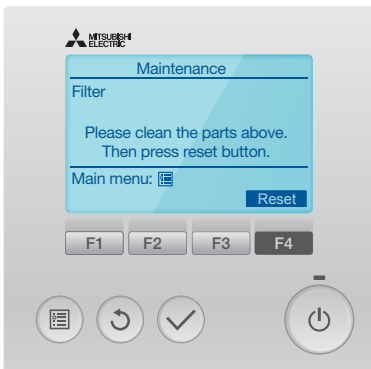 MITSUBISHI
ELECTRIC
Maintenance
Filter
Please clean the parts above.
Then press reset button.
Main menu:
Reset
F1 F2 F3 F4